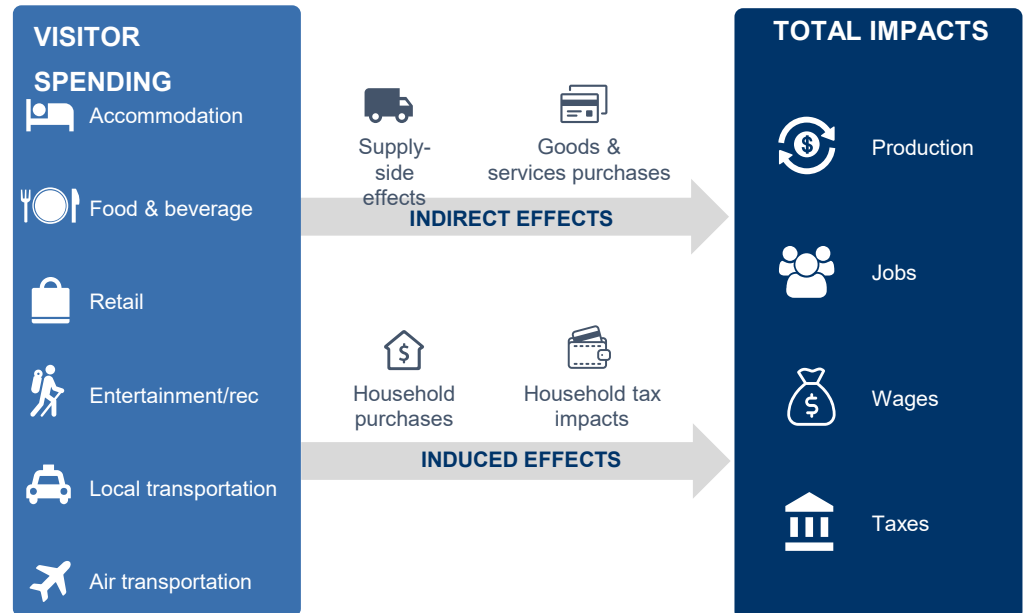 VISITOR
SPENDING
Accommodation
Food & beverage
Retail
Entertainment/rec
Local transportation
Air transportation
Supply-
side
effects
Goods &
services purchases
INDIRECT EFFECTS
Household
purchases
Household tax
impacts
INDUCED EFFECTS
TOTAL IMPACTS
Production
Jobs
Wages
Taxes